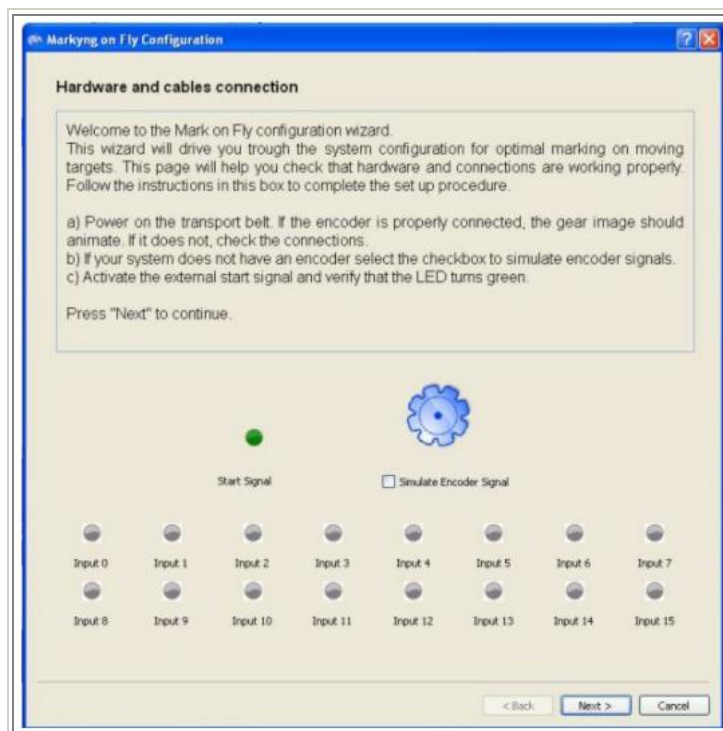 Markyng on Fly Configuration
Hardware and cables connection
Welcome to the Mark on Fly configuration wizard.
This wizard will drive you trough the system configuration for optimal marking on moving
targets. This page will help you check that hardware and connections are working properly.
Follow the instructions in this box to complete the set up procedure.
a) Power on the transport belt. If the encoder is properly connected, the gear image should
animate. If it does not, check the connections.
b) If your system does not have an encoder select the checkbox to simulate encoder signals.
c) Activate the external start signal and verify that the LED turns green.
Press "Next" to continue.
Start Signal Simulate Encoder Signal
Input 0 Input 1 Input 2 Input 3 Input 4 Input 5 Input 6 Input 7
Input 8 Input 9 Input 10 Input 11 Input 12 Input 13 Input 14 Input 15
< Back Next > Cancel